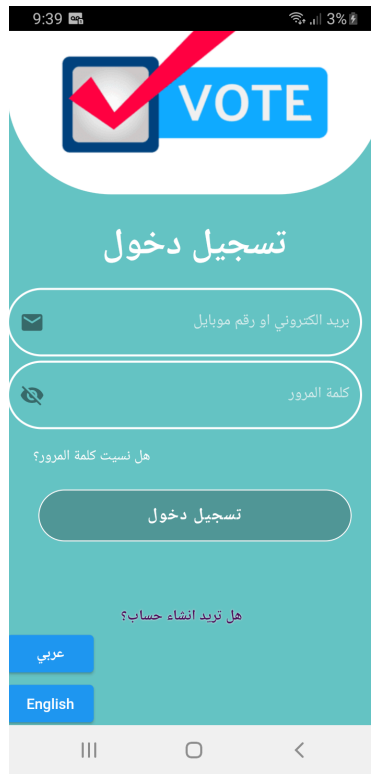 9:39
3%
VOTE
تسجيل دخول
بريد الكتروني او رقم موبايل
كلمة المرور
هل نسيت كلمة المرور؟
تسجيل دخول
هل تريد انشاء حساب؟
عربي
English